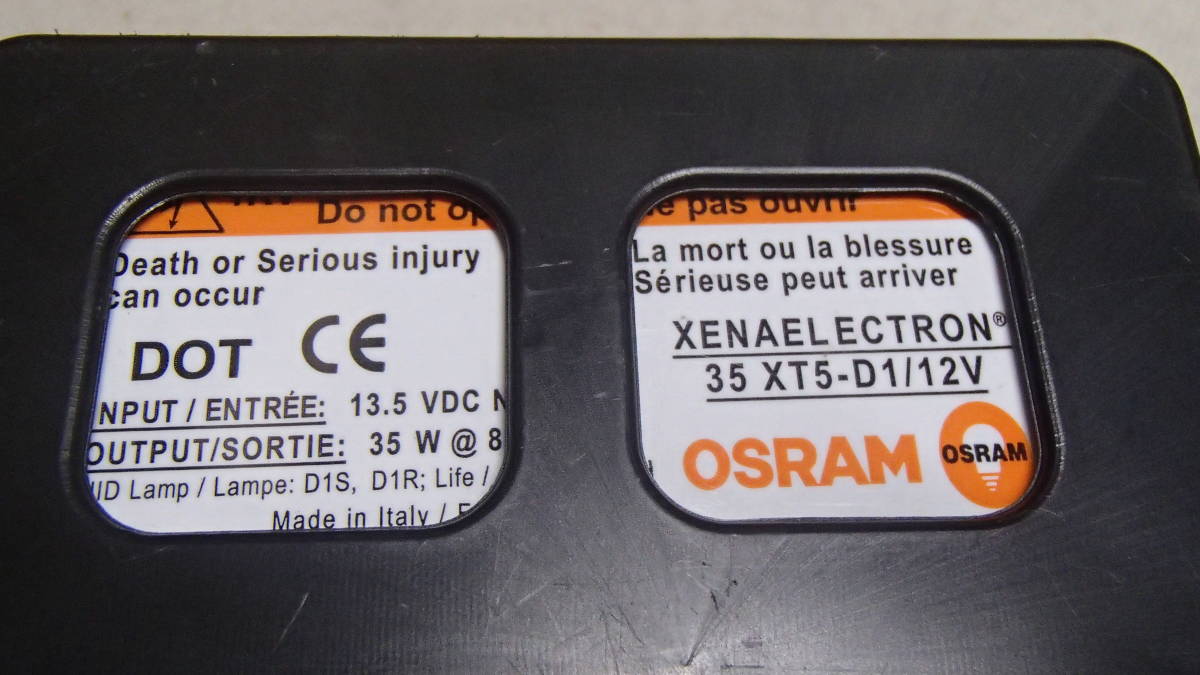 Do not
Death or Serious injury
can occur
DOT CE
INPUT / ENTRÉE: 13.5 VDC
OUTPUT/SORTIE: 35 W @ 8
Lamp / Lampe: D1S, D1R; Life /
Made in Italy /
pas ouvrir
La mort ou la blessure
Sérieuse peut arriver
XENAELECTRON®
35 XT5-D1/12V
OSRAM OSRAM